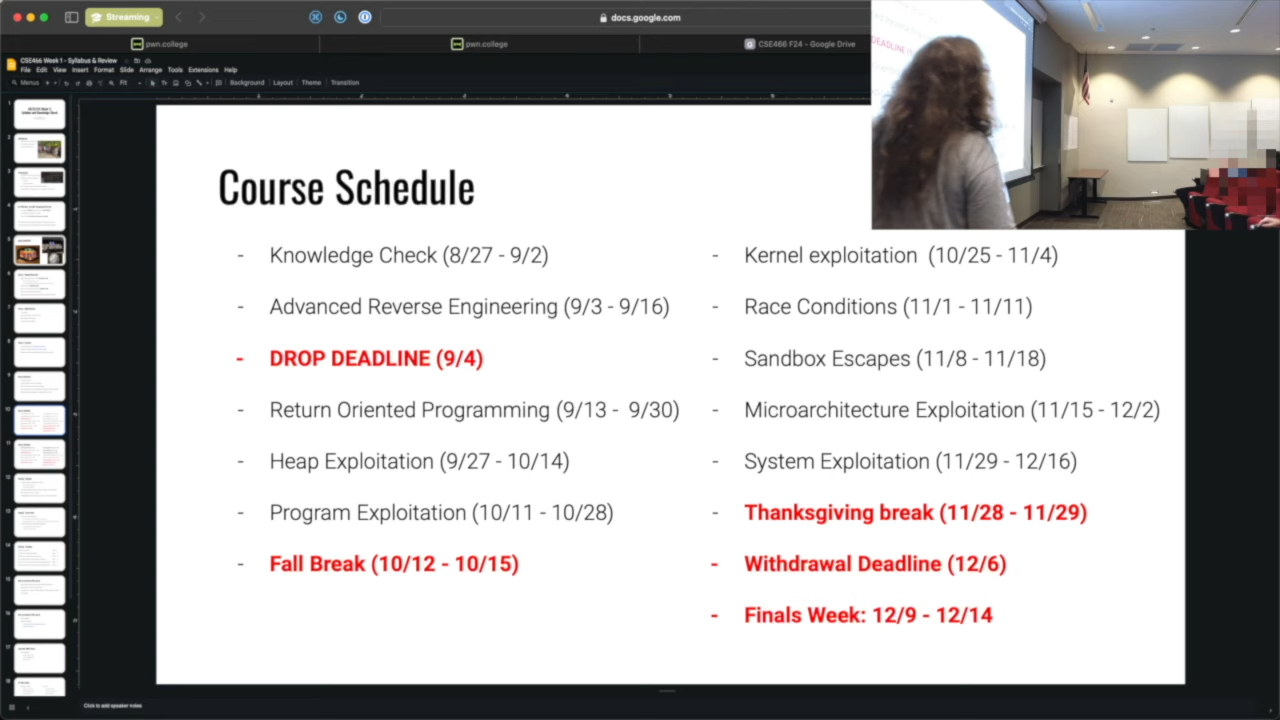 Streaming
docs.google.com
pwn.college
pwn.college
CSE466 F24 - Google Drive
CSE466 Week 1 - Syllabus & Review
File Edit View Insert Format Slide Arrange Tools Extensions Help
Menus
Fit
Background
Layout
Theme
Transition
DEADLINE
Course Schedule
- Knowledge Check (8/27 - 9/2)
- Advanced Reverse Engineering (9/3 - 9/16)
- DROP DEADLINE (9/4)
- Return Oriented Programming (9/13 - 9/30)
- Heap Exploitation (9/27 - 10/14)
- Program Exploitation (10/11 - 10/28)
- Fall Break (10/12 - 10/15)
- Kernel exploitation (10/25 - 11/4)
- Race Conditions (11/1 - 11/11)
- Sandbox Escapes (11/8 - 11/18)
- Microarchitecture Exploitation (11/15 - 12/2)
- System Exploitation (11/29 - 12/16)
- Thanksgiving break (11/28 - 11/29)
- Withdrawal Deadline (12/6)
- Finals Week: 12/9 - 12/14
Click to add speaker notes